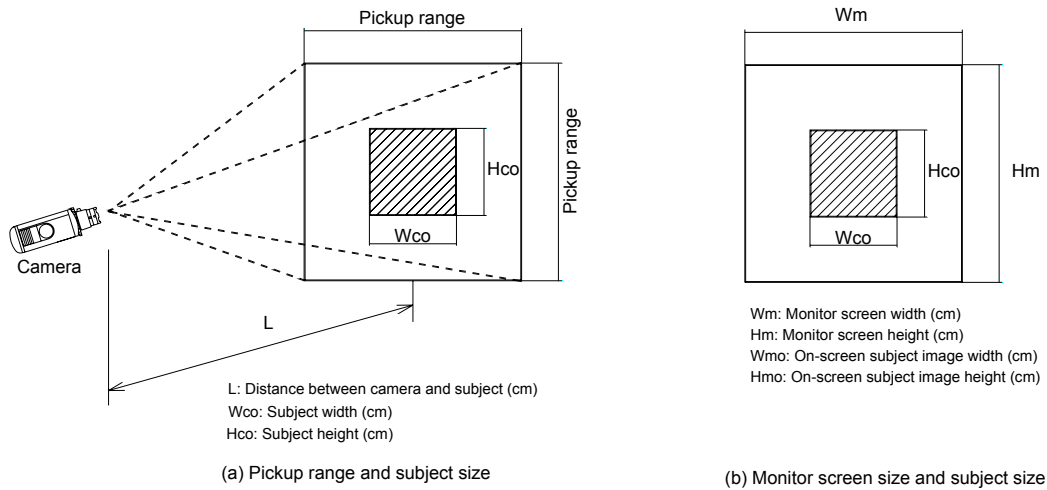 Pickup range
Pickup range
Hco
Wco
Camera
L
L: Distance between camera and subject (cm)
Wco: Subject width (cm)
Hco: Subject height (cm)
(a) Pickup range and subject size
Wm
Hm
Hco
Wco
Wm: Monitor screen width (cm)
Hm: Monitor screen height (cm)
Wmo: On-screen subject image width (cm)
Hmo: On-screen subject image height (cm)
(b) Monitor screen size and subject size